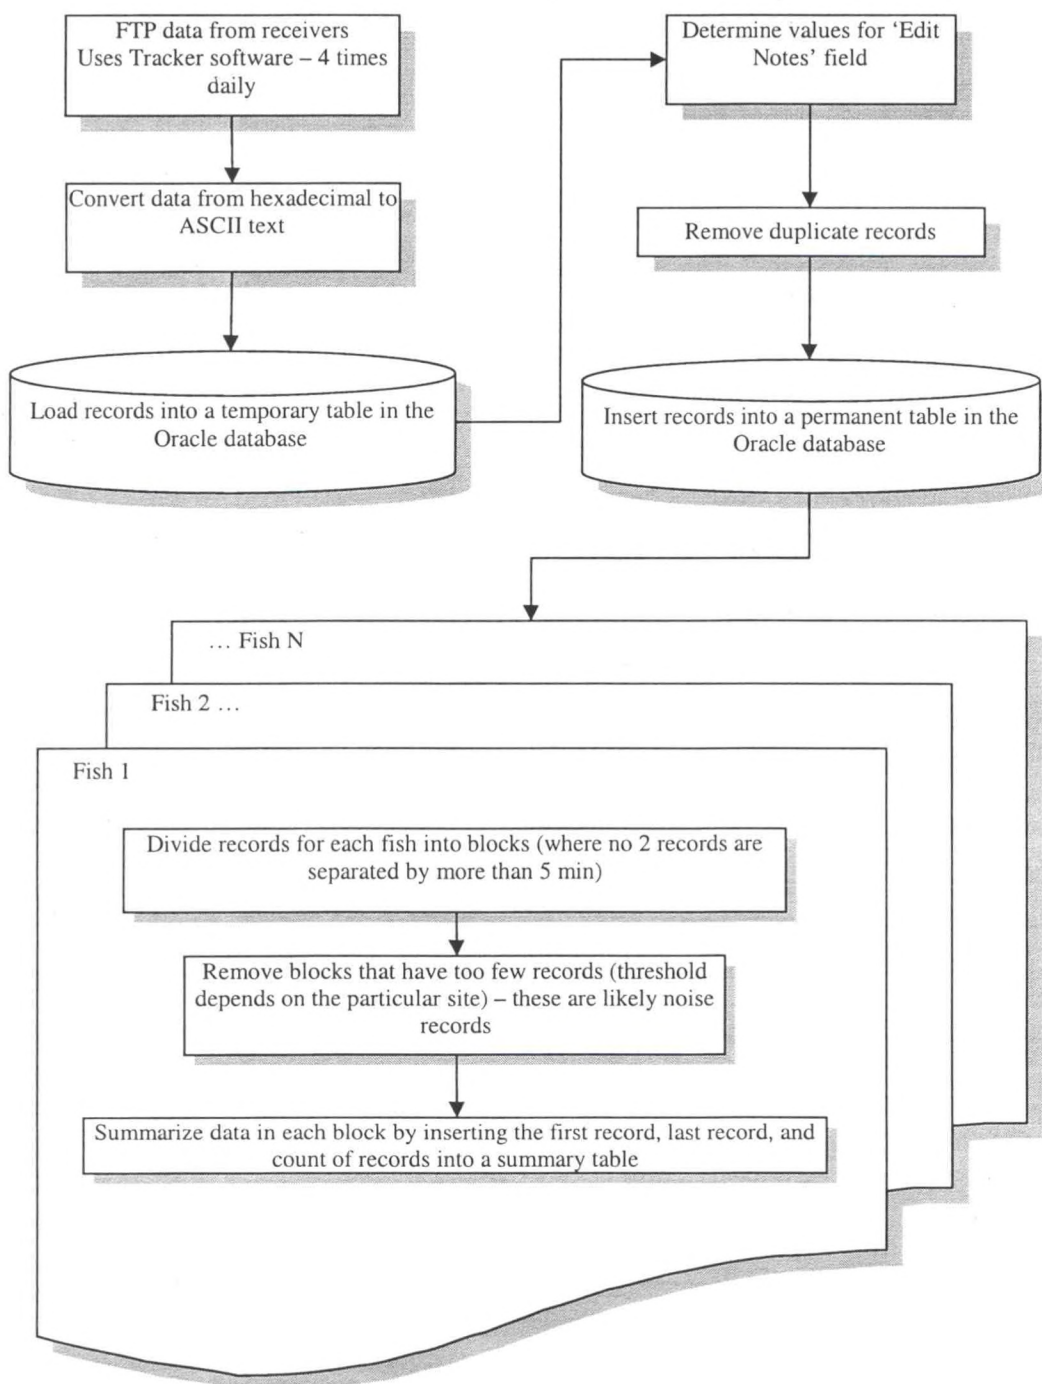 FTP data from receivers
Uses Tracker software – 4 times
daily
Convert data from hexadecimal to
ASCII text
Load records into a temporary table in the
Oracle database
Determine values for ‘Edit
Notes’ field
Remove duplicate records
Insert records into a permanent table in the
Oracle database
… Fish N
Fish 2 …
Fish 1
Divide records for each fish into blocks (where no 2 records are
separated by more than 5 min)
Remove blocks that have too few records (threshold
depends on the particular site) – these are likely noise
records
Summarize data in each block by inserting the first record, last record, and
count of records into a summary table